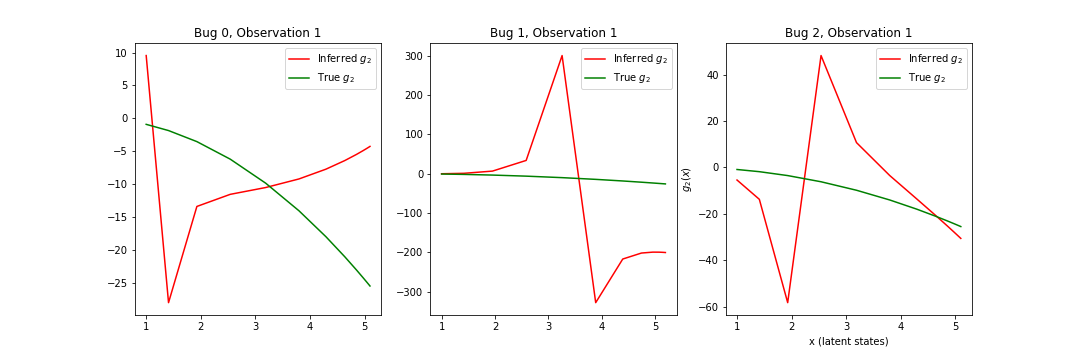 Bug 0, Observation 1
Inferred g₂
True g₂
10
5
0
−5
−10
−15
−20
−25
1 2 3 4 5
Bug 1, Observation 1
Inferred g₂
True g₂
300
200
100
0
−100
−200
−300
1 2 3 4 5
Bug 2, Observation 1
Inferred g₂
True g₂
g₂(x)
40
20
0
−20
−40
−60
1 2 3 4 5
x (latent states)